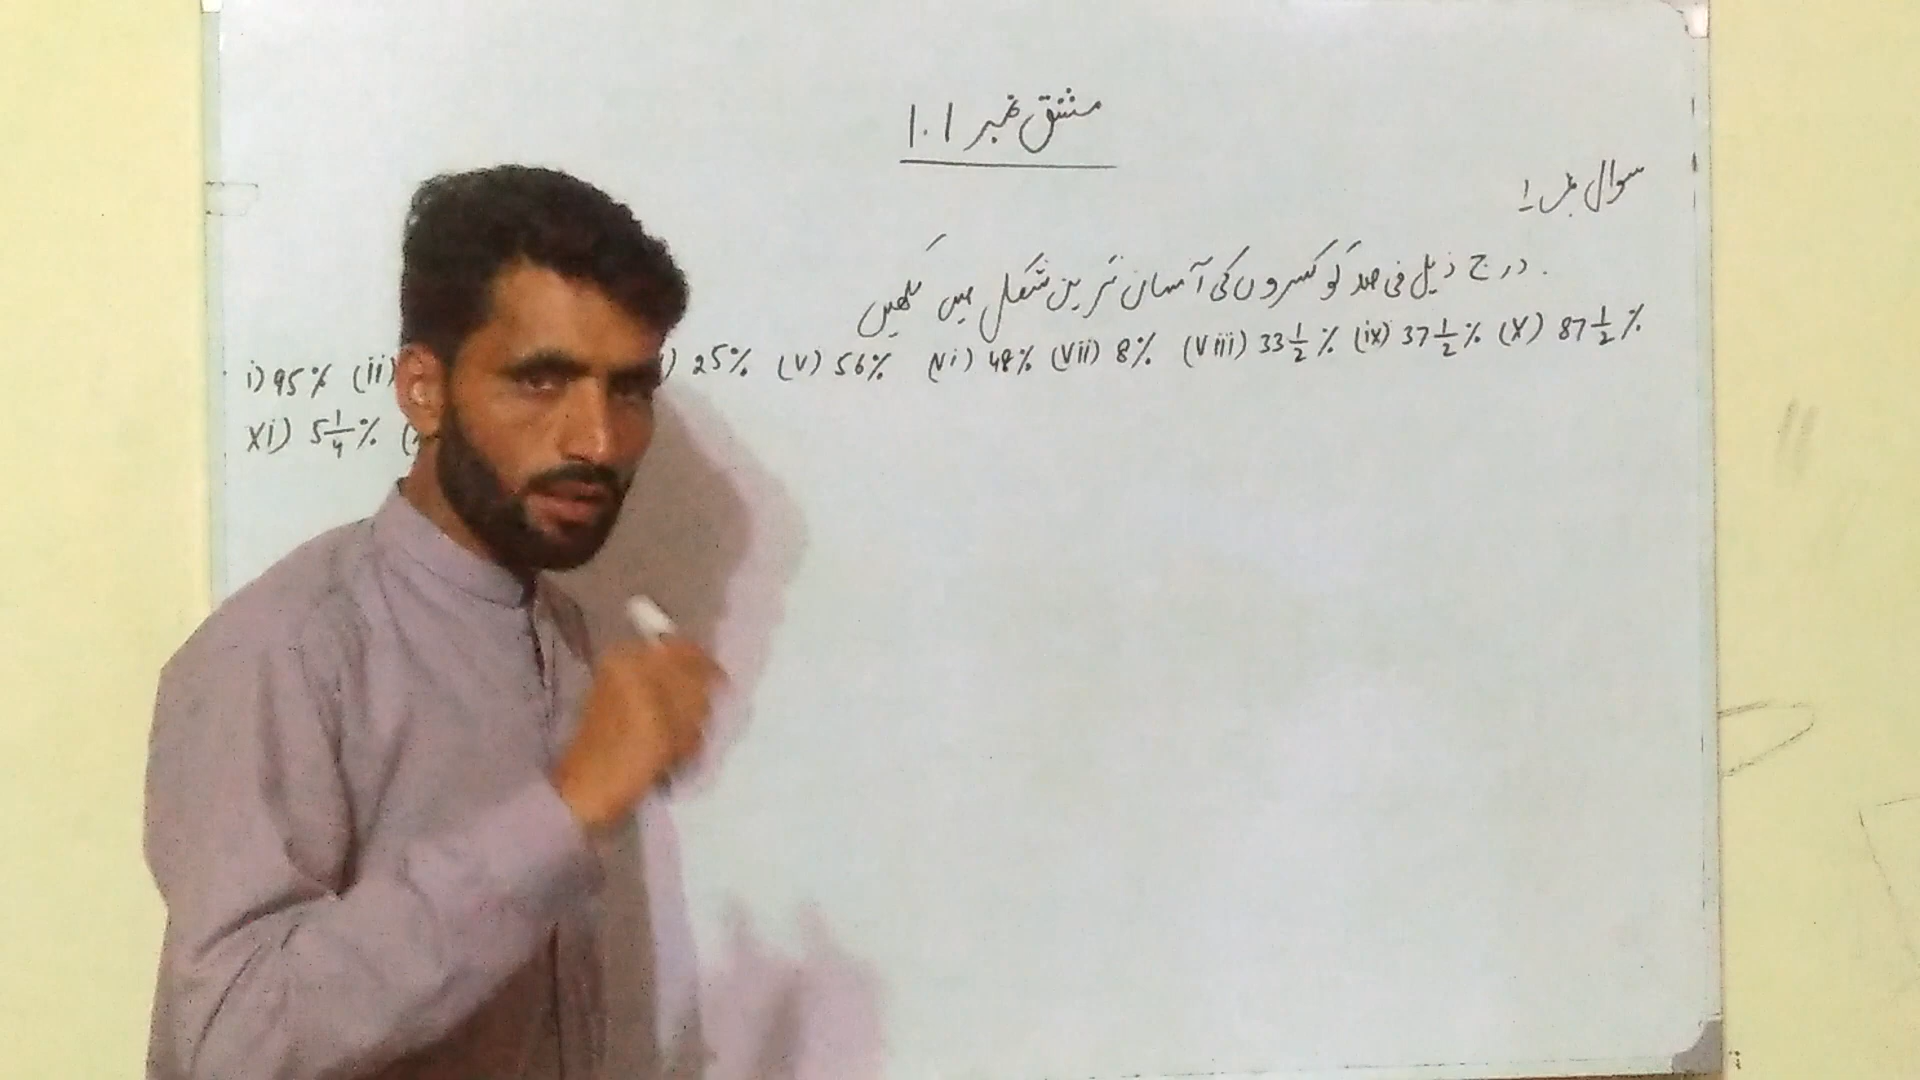 مشق نمبر 10.1
سوال نمبر 1
درج ذیل فی صد کو کسروں کی آسان ترین شکل میں لکھیں
i) 95% (ii) ) 25% (v) 56% (vi) 48% (vii) 8% (viii) 33 1/2 % (ix) 37 1/2 % (x) 87 1/2 %
xi) 5 1/4 % (